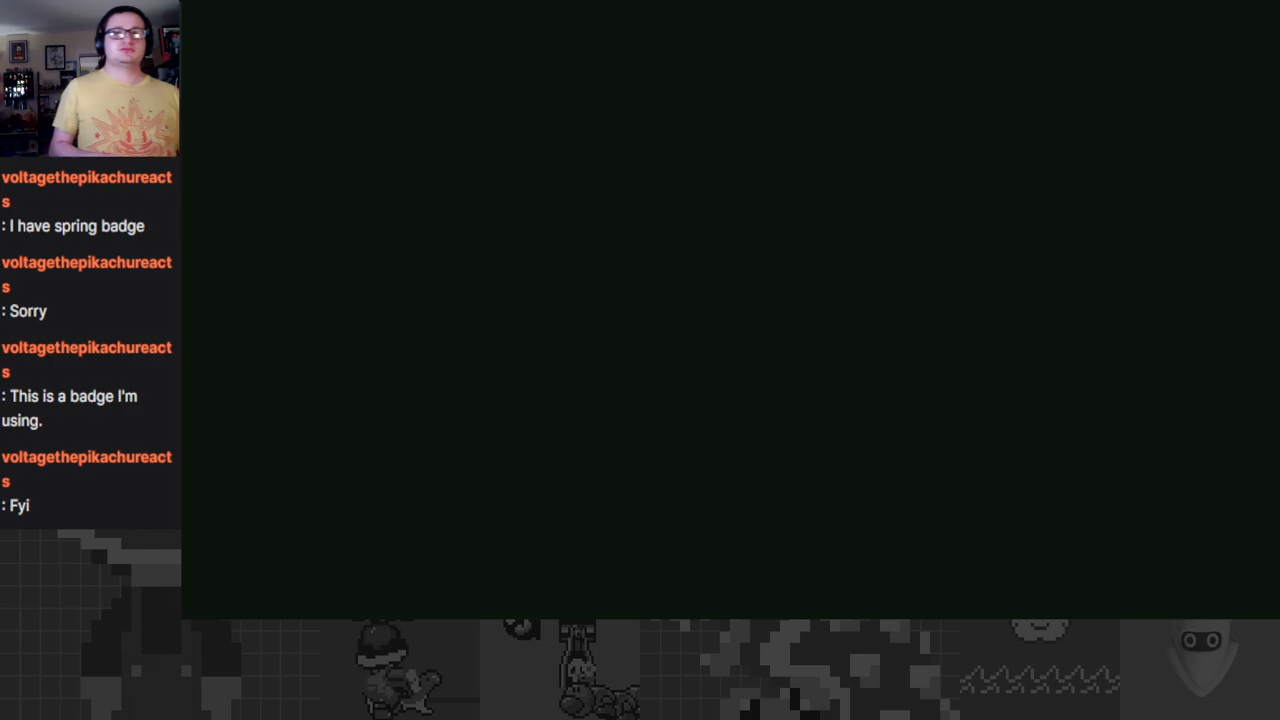 voltagethepikachureact
s
: I have spring badge
voltagethepikachureact
s
: Sorry
voltagethepikachureact
s
: This is a badge I'm
using.
voltagethepikachureact
s
: Fyi